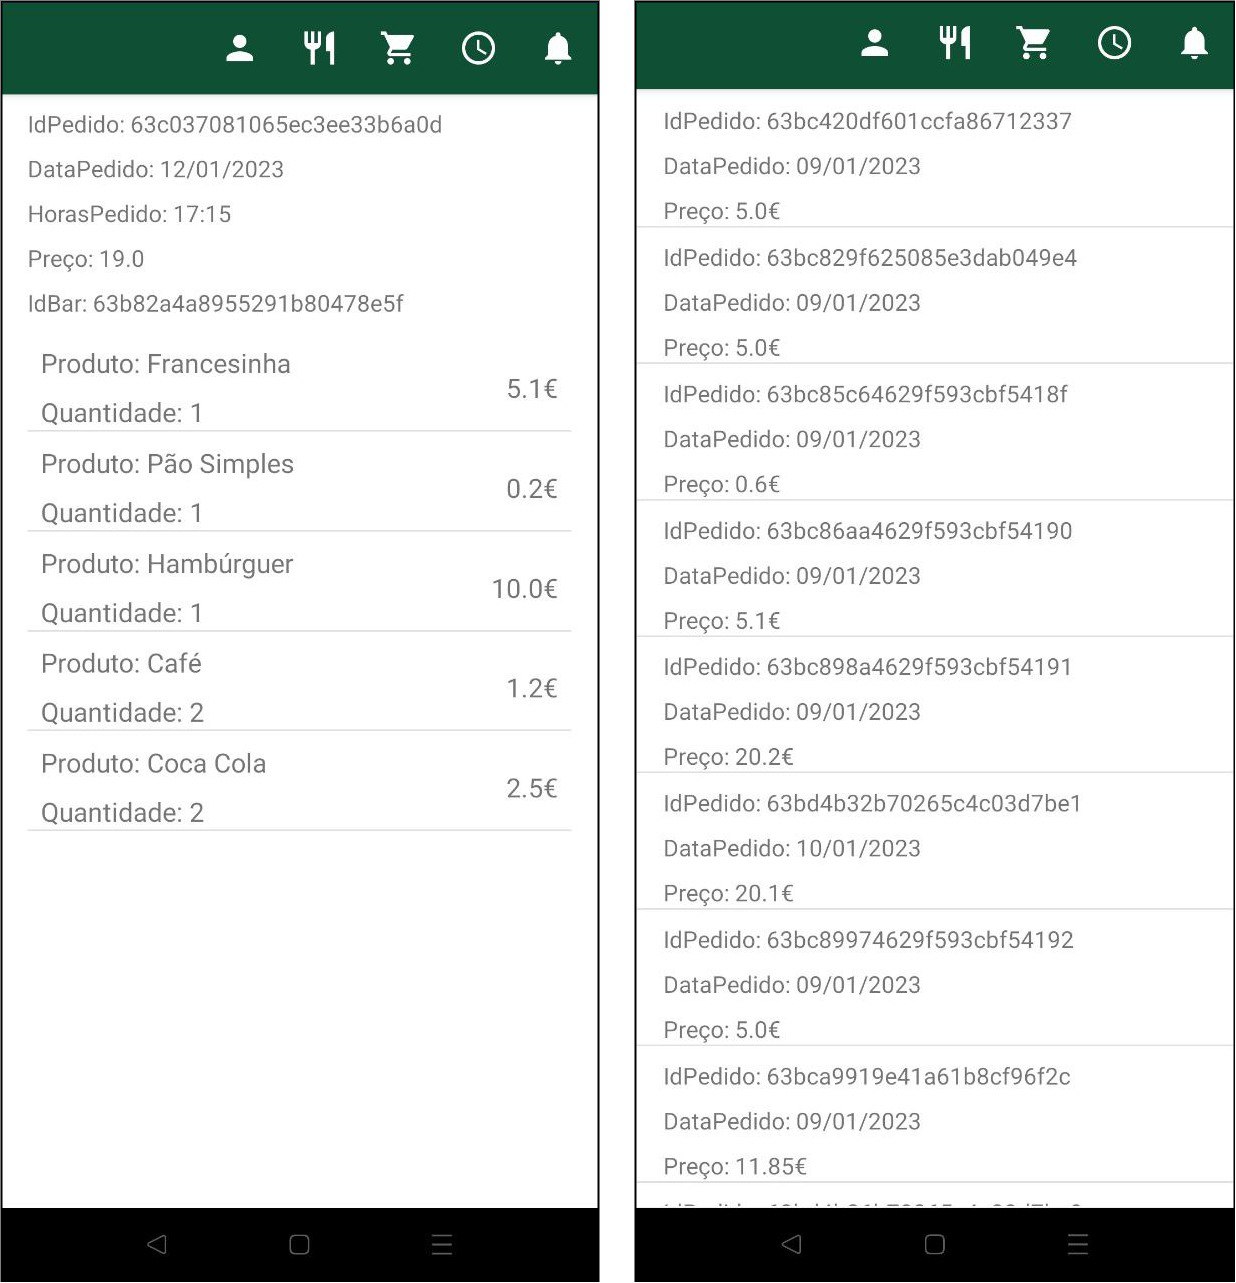 IdPedido: 63c037081065ec3ee33b6a0d
DataPedido: 12/01/2023
HorasPedido: 17:15
Preço: 19.0
IdBar: 63b82a4a8955291b80478e5f
Produto: Francesinha
5.1€
Quantidade: 1
Produto: Pão Simples
0.2€
Quantidade: 1
Produto: Hambúrguer
10.0€
Quantidade: 1
Produto: Café
1.2€
Quantidade: 2
Produto: Coca Cola
2.5€
Quantidade: 2
IdPedido: 63bc420df601ccfa86712337
DataPedido: 09/01/2023
Preço: 5.0€
IdPedido: 63bc829f625085e3dab049e4
DataPedido: 09/01/2023
Preço: 5.0€
IdPedido: 63bc85c64629f593cbf5418f
DataPedido: 09/01/2023
Preço: 0.6€
IdPedido: 63bc86aa4629f593cbf54190
DataPedido: 09/01/2023
Preço: 5.1€
IdPedido: 63bc898a4629f593cbf54191
DataPedido: 09/01/2023
Preço: 20.2€
IdPedido: 63bd4b32b70265c4c03d7be1
DataPedido: 10/01/2023
Preço: 20.1€
IdPedido: 63bc89974629f593cbf54192
DataPedido: 09/01/2023
Preço: 5.0€
IdPedido: 63bca9919e41a61b8cf96f2c
DataPedido: 09/01/2023
Preço: 11.85€